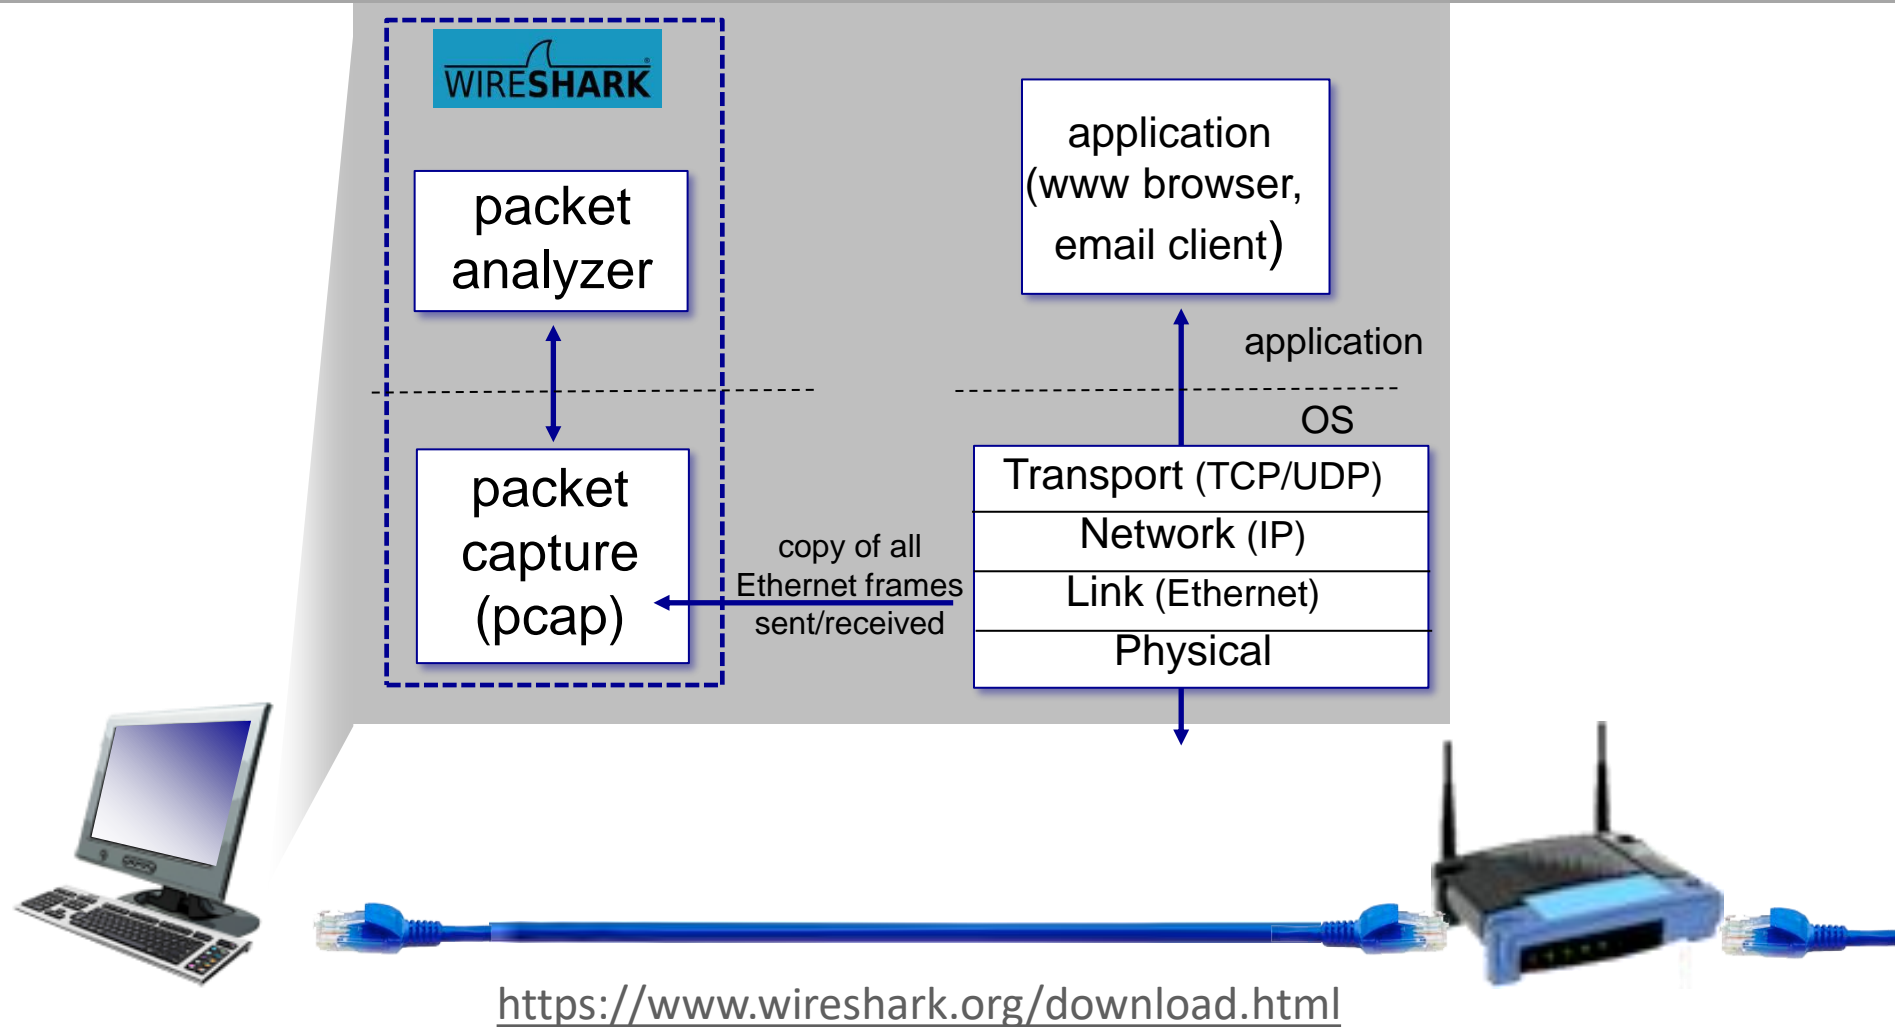 WIRESHARK
packet
analyzer
application
(www browser,
email client)
application
OS
packet
capture
(pcap)
copy of all
Ethernet frames
sent/received
Transport (TCP/UDP)
Network (IP)
Link (Ethernet)
Physical
https://www.wireshark.org/download.html